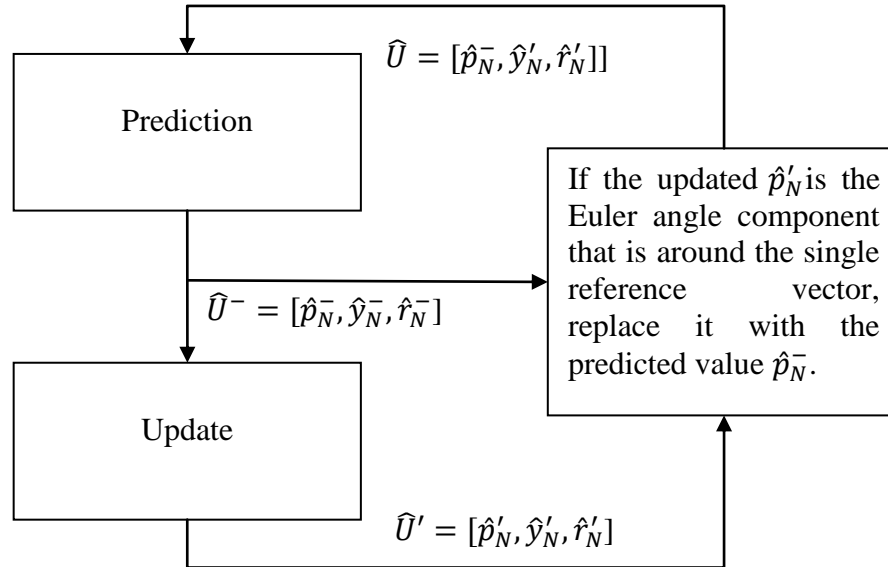 Û = [p̂_N^-, ŷ'_N, r̂'_N]]
Prediction
If the updated p̂'_N is the
Euler angle component
that is around the single
reference vector,
replace it with the
predicted value p̂_N^-.
Û^- = [p̂_N^-, ŷ_N^-, r̂_N^-]
Update
Û' = [p̂'_N, ŷ'_N, r̂'_N]